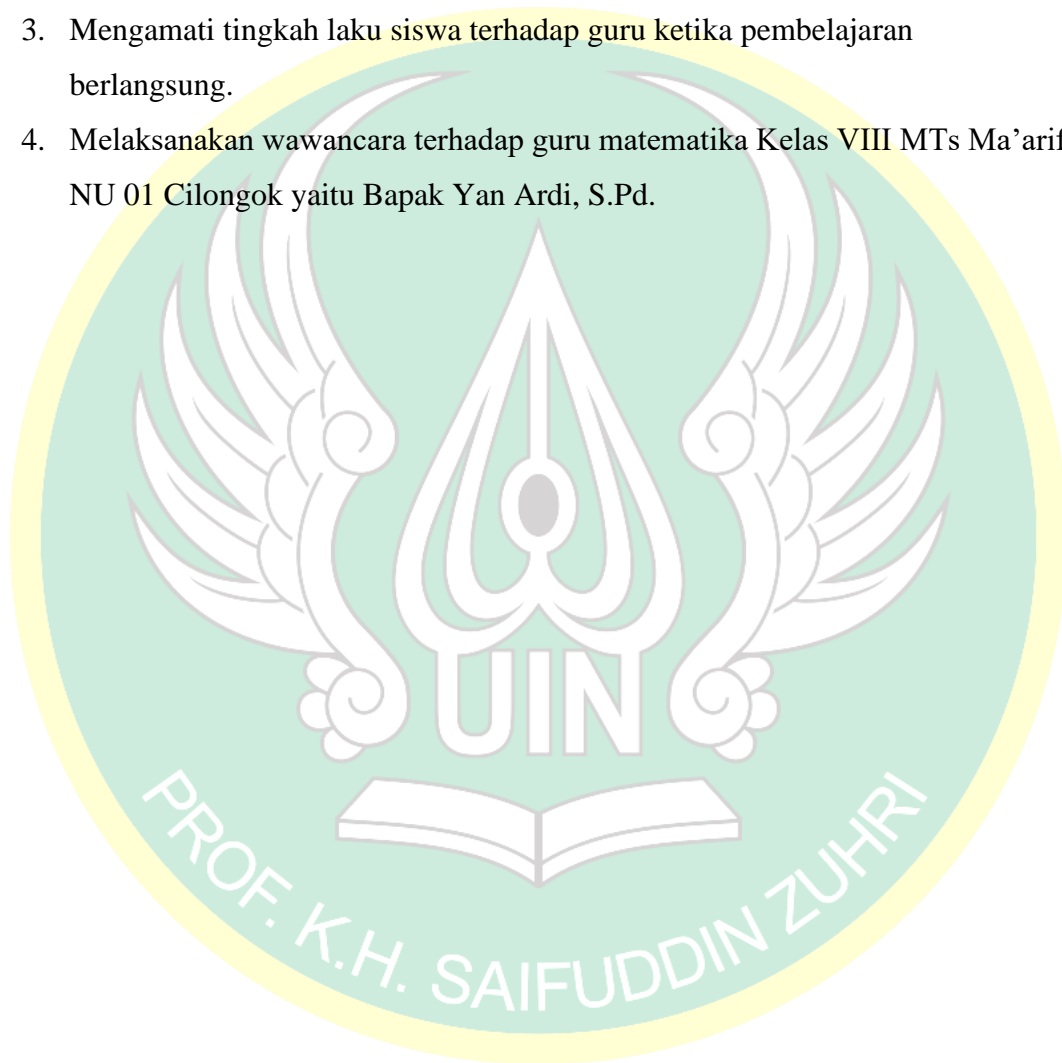 3. Mengamati tingkah laku siswa terhadap guru ketika pembelajaran
berlangsung.
4. Melaksanakan wawancara terhadap guru matematika Kelas VIII MTs Ma’arif
NU 01 Cilongok yaitu Bapak Yan Ardi, S.Pd.
UIN
PROF. K.H. SAIFUDDIN ZUHRI